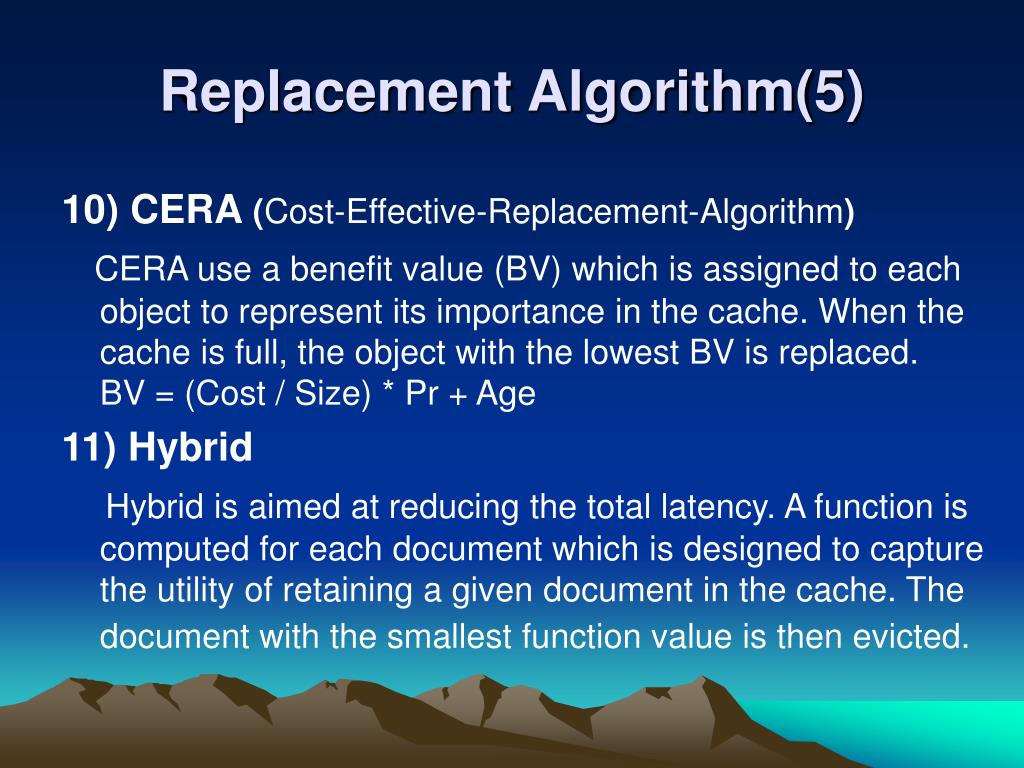 Replacement Algorithm(5)
10) CERA (Cost-Effective-Replacement-Algorithm)
CERA use a benefit value (BV) which is assigned to each
object to represent its importance in the cache. When the
cache is full, the object with the lowest BV is replaced.
BV = (Cost / Size) * Pr + Age
11) Hybrid
Hybrid is aimed at reducing the total latency. A function is
computed for each document which is designed to capture
the utility of retaining a given document in the cache. The
document with the smallest function value is then evicted.